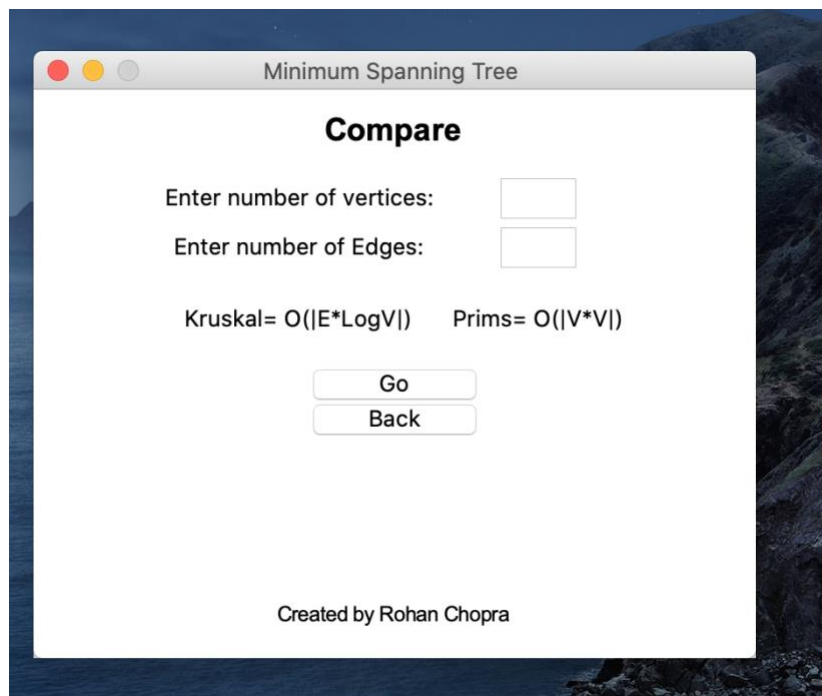 Minimum Spanning Tree
Compare
Enter number of vertices:
Enter number of Edges:
Kruskal= O(|E*LogV|) Prims= O(|V*V|)
Go
Back
Created by Rohan Chopra